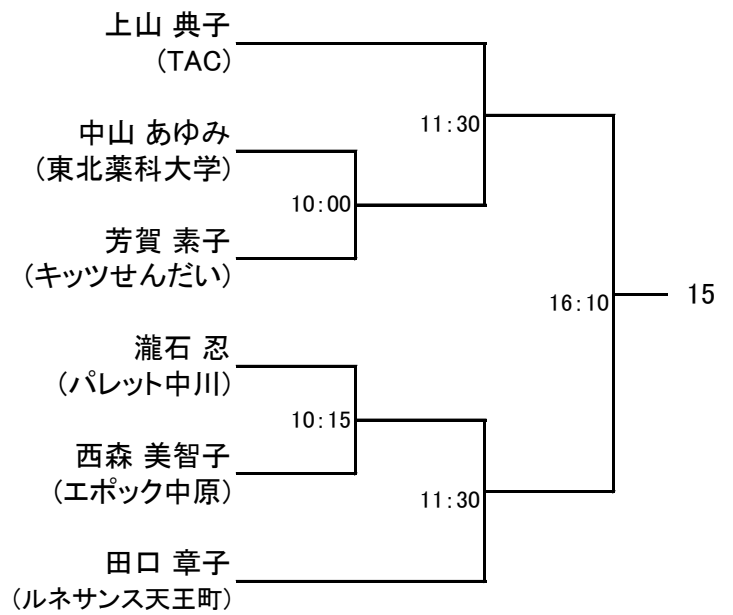 上山 典子
(TAC)
11:30
中山 あゆみ
(東北薬科大学)
10:00
芳賀 素子
(キッツせんだい)
16:10
15
瀧石 忍
(パレット中川)
10:15
西森 美智子
(エポック中原)
11:30
田口 章子
(ルネサンス天王町)